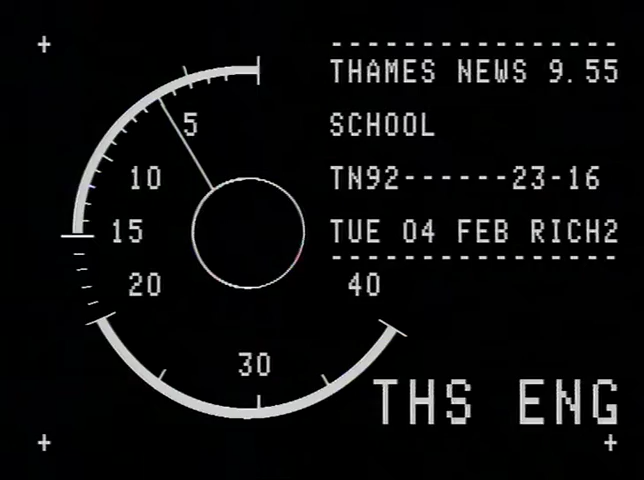 THAMES NEWS 9.55
SCHOOL
TN92------23-16
TUE 04 FEB RICH2
5
10
15
20
30
40
THS ENG